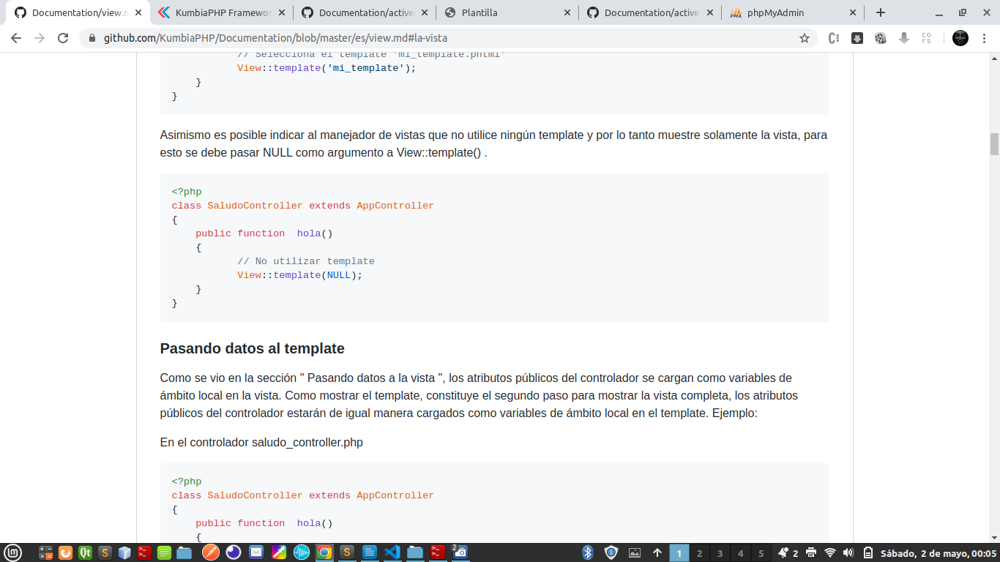 Documentation/view.m
KumbiaPHP Framewor
Documentation/active
Plantilla
Documentation/active
phpMyAdmin
github.com/KumbiaPHP/Documentation/blob/master/es/view.md#la-vista
// Selecciona el template 'mi_template.phtml'
View::template('mi_template');
}
}
Asimismo es posible indicar al manejador de vistas que no utilice ningún template y por lo tanto muestre solamente la vista, para
esto se debe pasar NULL como argumento a View::template() .
<?php
class SaludoController extends AppController
{
public function  hola()
{
// No utilizar template
View::template(NULL);
}
}
Pasando datos al template
Como se vio en la sección " Pasando datos a la vista ", los atributos públicos del controlador se cargan como variables de
ámbito local en la vista. Como mostrar el template, constituye el segundo paso para mostrar la vista completa, los atributos
públicos del controlador estarán de igual manera cargados como variables de ámbito local en el template. Ejemplo:
En el controlador saludo_controller.php
<?php
class SaludoController extends AppController
{
public function  hola()
{
1 2 3 4 5
2
Sábado, 2 de mayo, 00:05